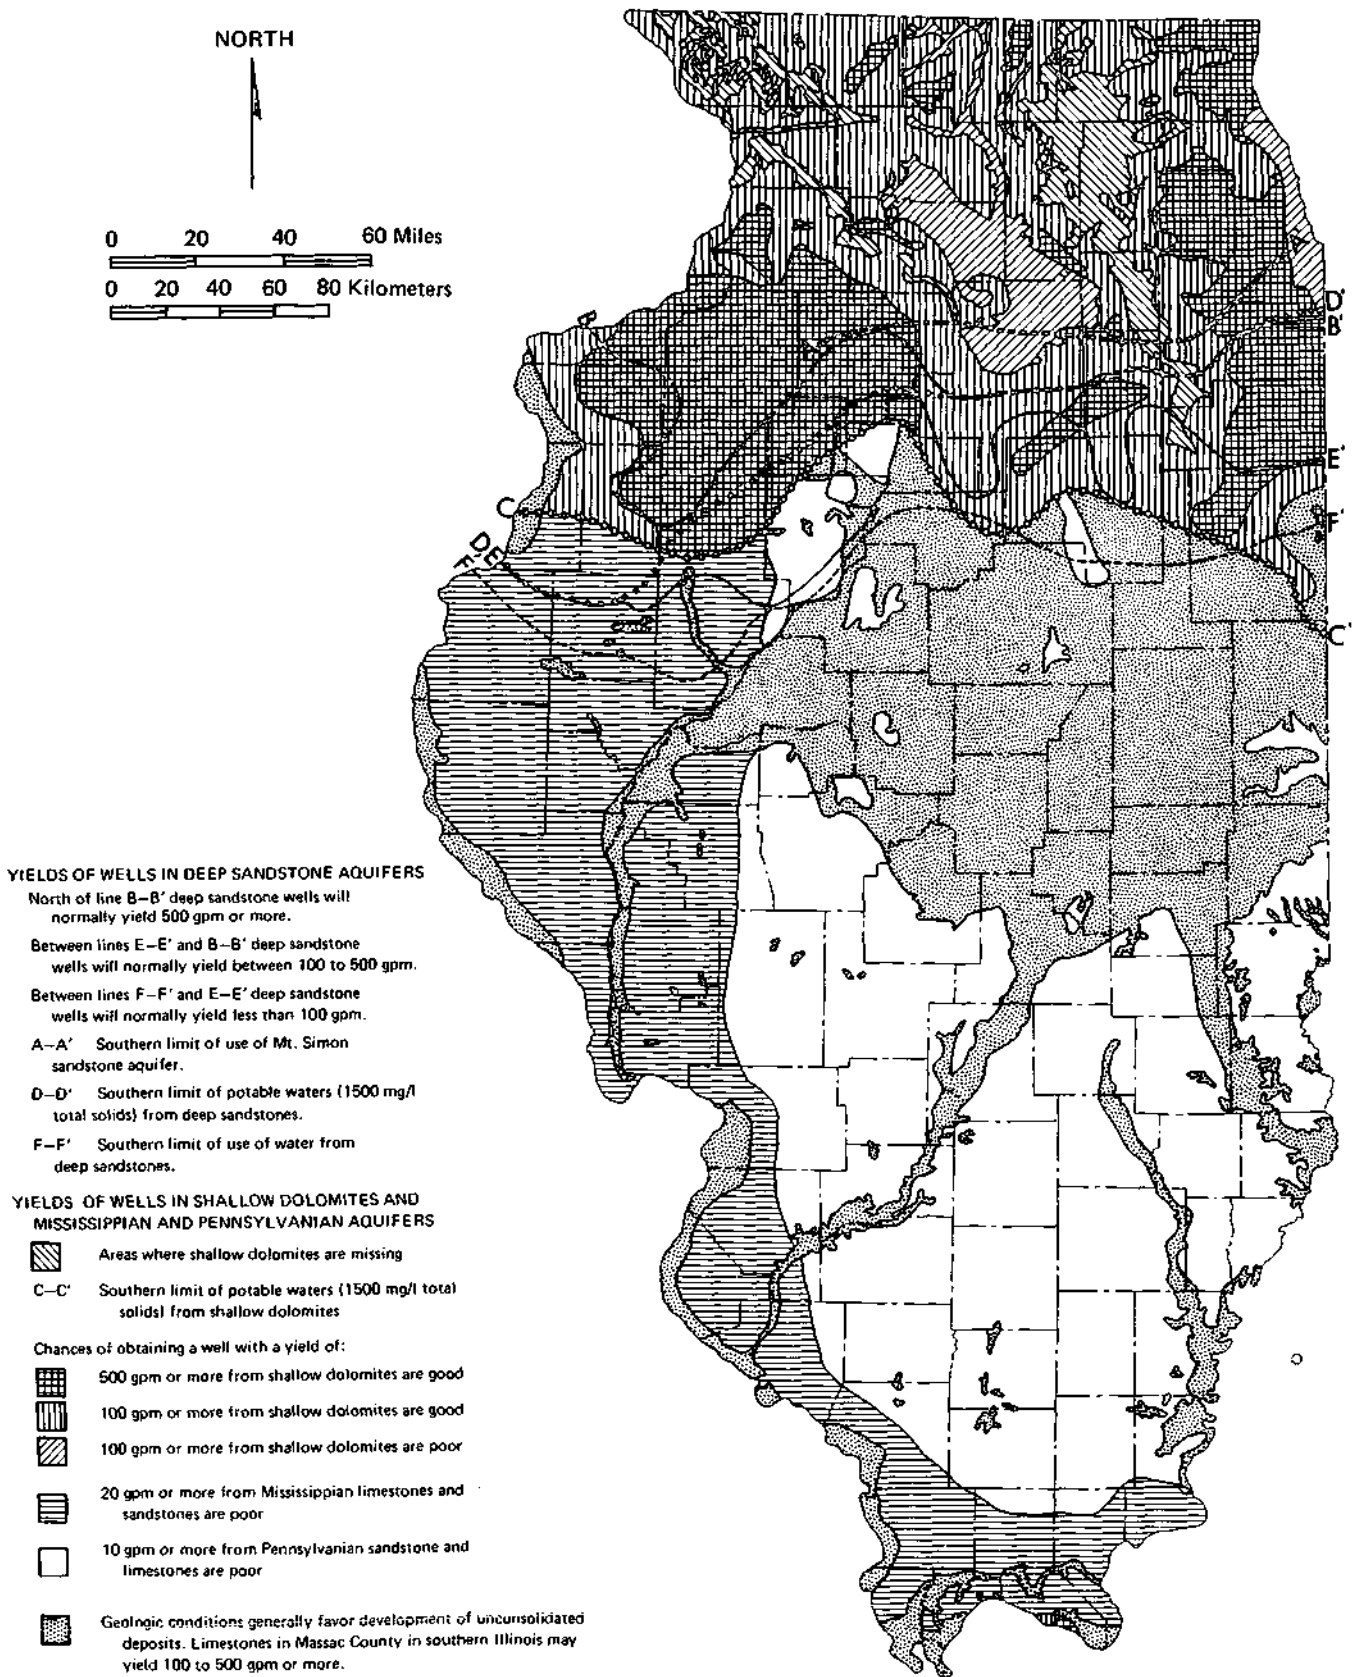 NORTH
0 20 40 60 Miles
0 20 40 60 80 Kilometers
A
A'
D'
B
B'
E'
C
F'
D,E
F
C'
YIELDS OF WELLS IN DEEP SANDSTONE AQUIFERS
North of line B–B' deep sandstone wells will
normally yield 500 gpm or more.
Between lines E–E' and B–B' deep sandstone
wells will normally yield between 100 to 500 gpm.
Between lines F–F' and E–E' deep sandstone
wells will normally yield less than 100 gpm.
A–A' Southern limit of use of Mt. Simon
sandstone aquifer.
D–D' Southern limit of potable waters (1500 mg/l
total solids) from deep sandstones.
F–F' Southern limit of use of water from
deep sandstones.
YIELDS OF WELLS IN SHALLOW DOLOMITES AND
MISSISSIPPIAN AND PENNSYLVANIAN AQUIFERS
Areas where shallow dolomites are missing
C–C' Southern limit of potable waters (1500 mg/l total
solids) from shallow dolomites
Chances of obtaining a well with a yield of:
500 gpm or more from shallow dolomites are good
100 gpm or more from shallow dolomites are good
100 gpm or more from shallow dolomites are poor
20 gpm or more from Mississippian limestones and
sandstones are poor
10 gpm or more from Pennsylvanian sandstone and
limestones are poor
Geologic conditions generally favor development of unconsolidated
deposits. Limestones in Massac County in southern Illinois may
yield 100 to 500 gpm or more.